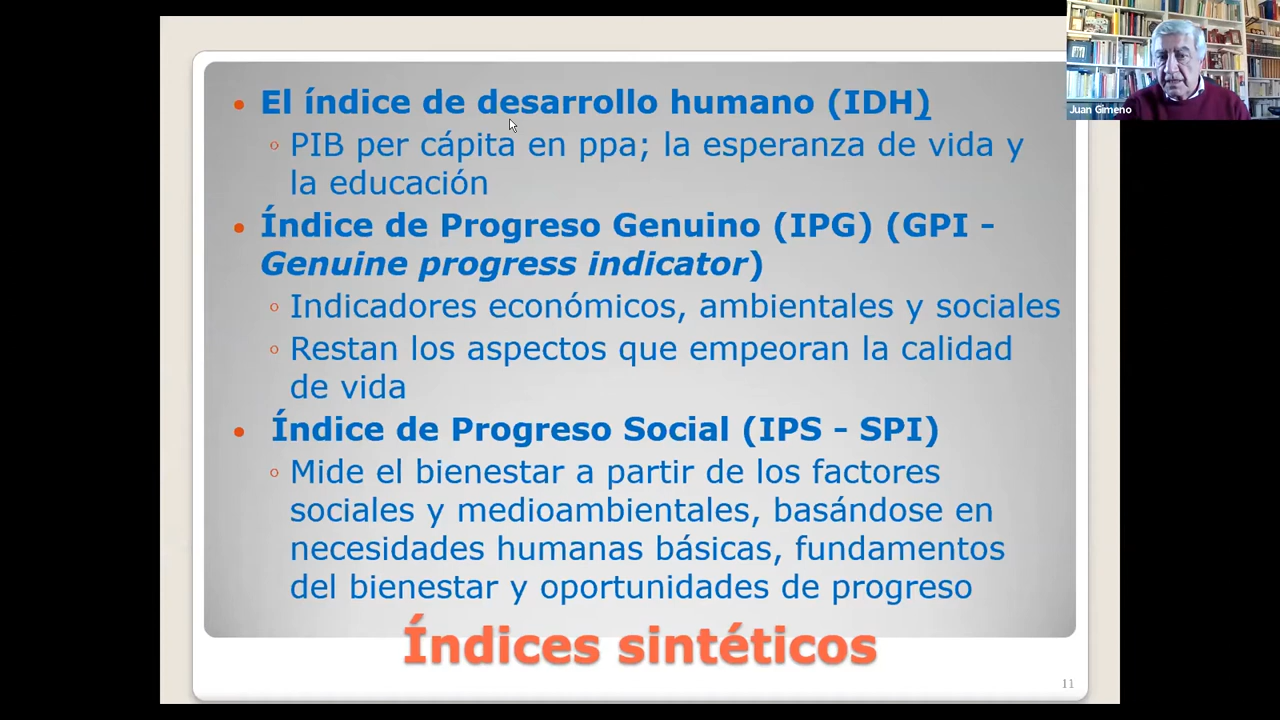 El índice de desarrollo humano (IDH)
PIB per cápita en ppa; la esperanza de vida y
la educación
Índice de Progreso Genuino (IPG) (GPI -
Genuine progress indicator)
Indicadores económicos, ambientales y sociales
Restan los aspectos que empeoran la calidad
de vida
Índice de Progreso Social (IPS - SPI)
Mide el bienestar a partir de los factores
sociales y medioambientales, basándose en
necesidades humanas básicas, fundamentos
del bienestar y oportunidades de progreso
Índices sintéticos
11
Juan Gimeno